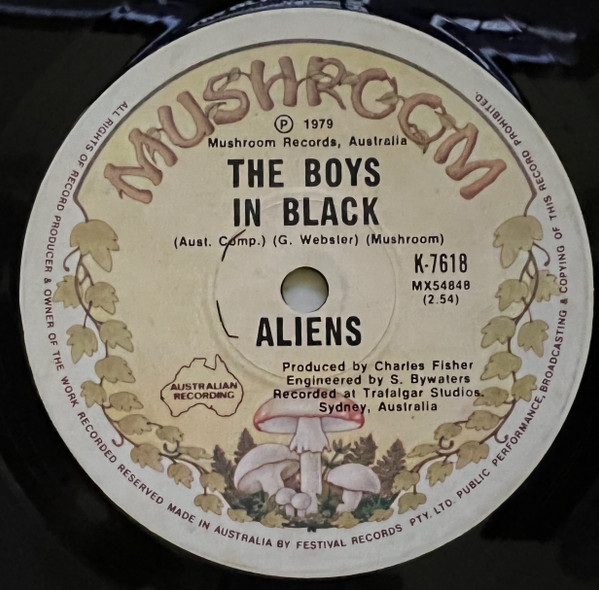 MUSHROOM
℗ 1979
Mushroom Records, Australia
THE BOYS
IN BLACK
(Aust. Comp.) (G. Webster) (Mushroom)
K-7618
MX54848
(2.54)
ALIENS
AUSTRALIAN
RECORDING
Produced by Charles Fisher
Engineered by S. Bywaters
Recorded at Trafalgar Studios.
Sydney, Australia
ALL RIGHTS OF RECORD PRODUCER & OWNER OF THE WORK RECORDED RESERVED MADE IN AUSTRALIA BY FESTIVAL RECORDS PTY. LTD. PUBLIC PERFORMANCE, BROADCASTING & COPYING OF THIS RECORD PROHIBITED.